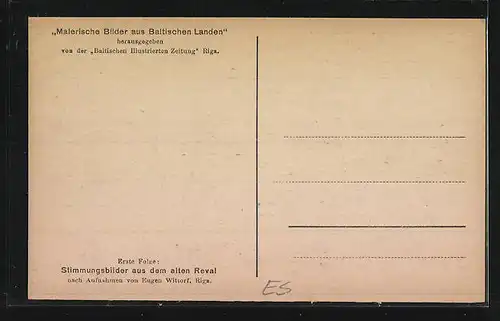 „Malerische Bilder aus Baltischen Landen“
herausgegeben
von der „Baltischen Illustrierten Zeitung“ Riga.
Erste Folge:
Stimmungsbilder aus dem alten Reval
nach Aufnahmen von Eugen Wittorf, Riga.
ES